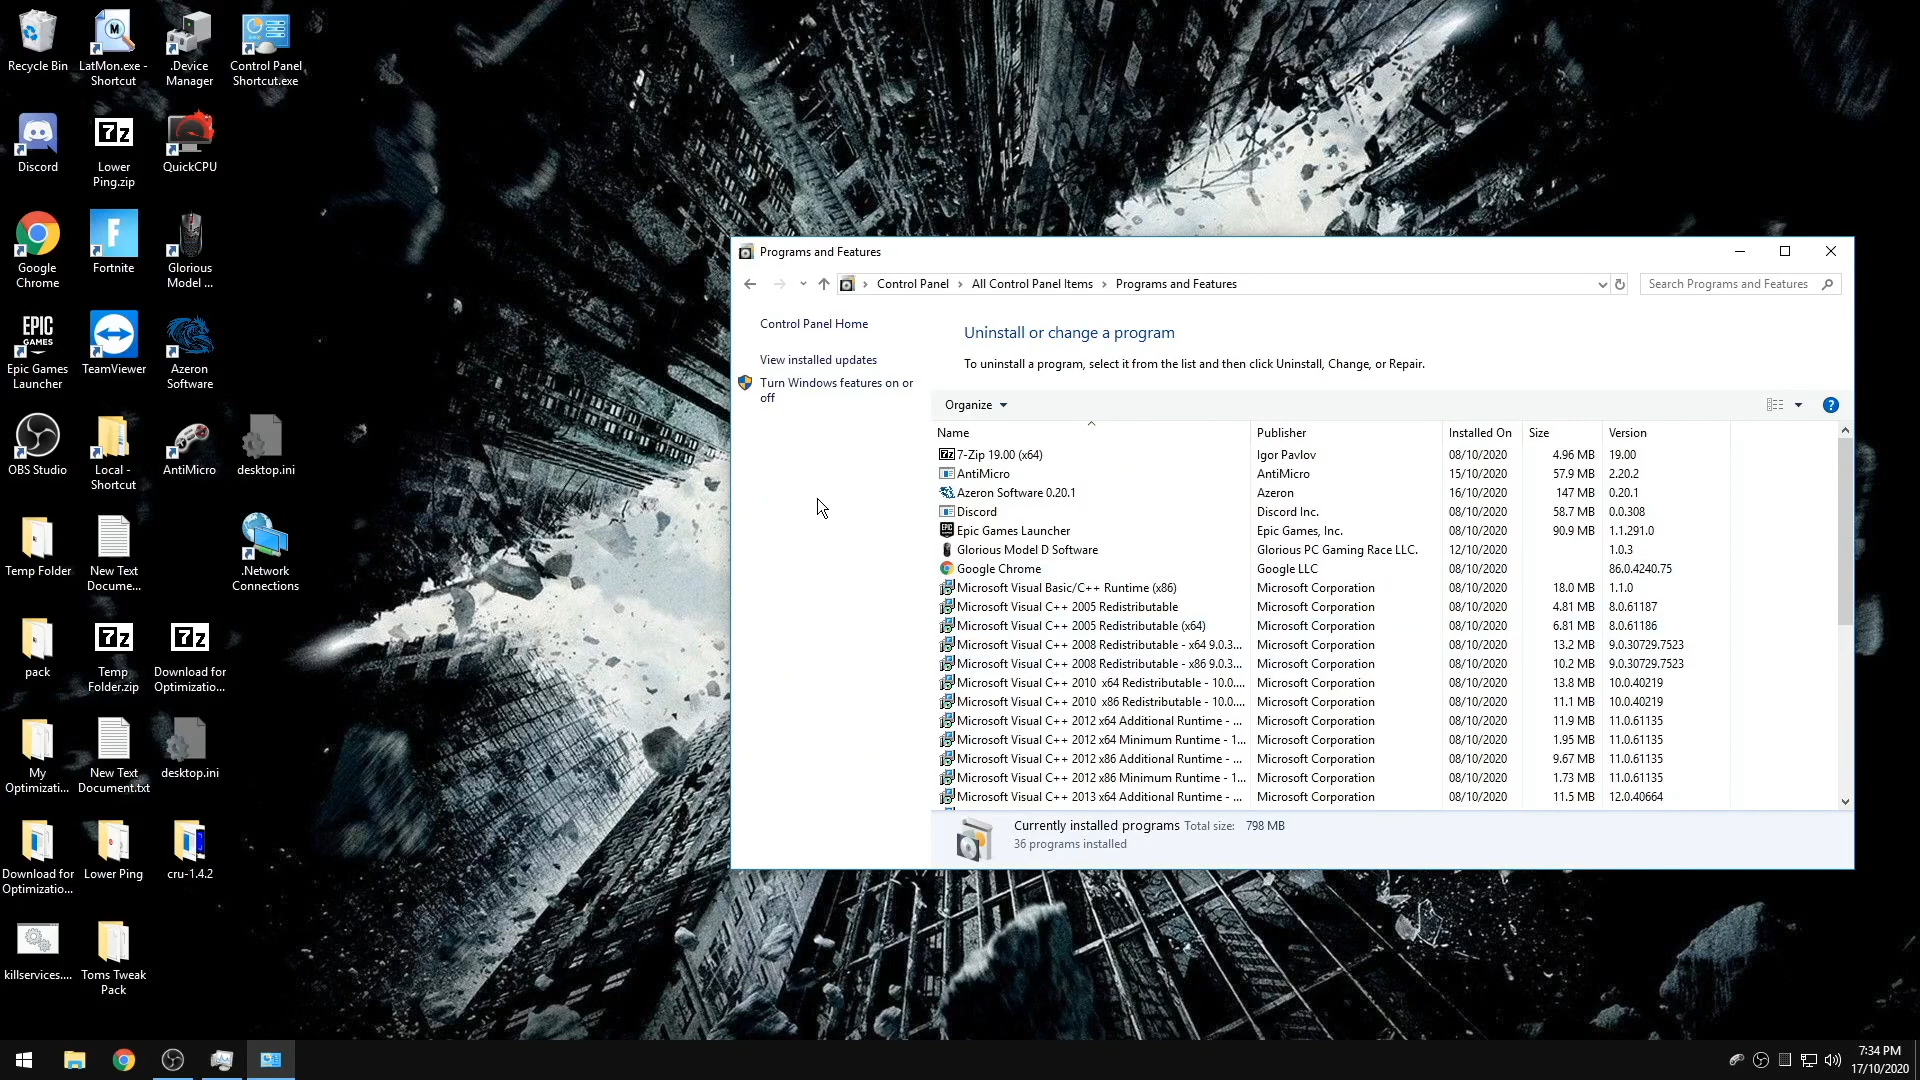 Recycle Bin
LatMon.exe -
Shortcut
.Device
Manager
Control Panel
Shortcut.exe
Discord
7z
Lower
Ping.zip
QuickCPU
Google
Chrome
F
Fortnite
Glorious
Model ...
EPIC
GAMES
Epic Games
Launcher
TeamViewer
Azeron
Software
OBS Studio
Local -
Shortcut
AntiMicro
desktop.ini
Temp Folder
New Text
Docume...
.Network
Connections
pack
7z
Temp
Folder.zip
7z
Download for
Optimizatio...
My
Optimizati...
New Text
Document.txt
desktop.ini
Download for
Optimizatio...
Lower Ping
cru-1.4.2
killservices....
Toms Tweak
Pack
Programs and Features
Control Panel
All Control Panel Items
Programs and Features
Search Programs and Features
Control Panel Home
View installed updates
Turn Windows features on or
off
Uninstall or change a program
To uninstall a program, select it from the list and then click Uninstall, Change, or Repair.
Organize
Name Publisher Installed On Size Version
7-Zip 19.00 (x64) Igor Pavlov 08/10/2020 4.96 MB 19.00
AntiMicro AntiMicro 15/10/2020 57.9 MB 2.20.2
Azeron Software 0.20.1 Azeron 16/10/2020 147 MB 0.20.1
Discord Discord Inc. 08/10/2020 58.7 MB 0.0.308
Epic Games Launcher Epic Games, Inc. 08/10/2020 90.9 MB 1.1.291.0
Glorious Model D Software Glorious PC Gaming Race LLC. 12/10/2020 1.0.3
Google Chrome Google LLC 08/10/2020 86.0.4240.75
Microsoft Visual Basic/C++ Runtime (x86) Microsoft Corporation 08/10/2020 18.0 MB 1.1.0
Microsoft Visual C++ 2005 Redistributable Microsoft Corporation 08/10/2020 4.81 MB 8.0.61187
Microsoft Visual C++ 2005 Redistributable (x64) Microsoft Corporation 08/10/2020 6.81 MB 8.0.61186
Microsoft Visual C++ 2008 Redistributable - x64 9.0.3... Microsoft Corporation 08/10/2020 13.2 MB 9.0.30729.7523
Microsoft Visual C++ 2008 Redistributable - x86 9.0.3... Microsoft Corporation 08/10/2020 10.2 MB 9.0.30729.7523
Microsoft Visual C++ 2010 x64 Redistributable - 10.0.... Microsoft Corporation 08/10/2020 13.8 MB 10.0.40219
Microsoft Visual C++ 2010 x86 Redistributable - 10.0.... Microsoft Corporation 08/10/2020 11.1 MB 10.0.40219
Microsoft Visual C++ 2012 x64 Additional Runtime - ... Microsoft Corporation 08/10/2020 11.9 MB 11.0.61135
Microsoft Visual C++ 2012 x64 Minimum Runtime - 1... Microsoft Corporation 08/10/2020 1.95 MB 11.0.61135
Microsoft Visual C++ 2012 x86 Additional Runtime - ... Microsoft Corporation 08/10/2020 9.67 MB 11.0.61135
Microsoft Visual C++ 2012 x86 Minimum Runtime - 1... Microsoft Corporation 08/10/2020 1.73 MB 11.0.61135
Microsoft Visual C++ 2013 x64 Additional Runtime - ... Microsoft Corporation 08/10/2020 11.5 MB 12.0.40664
Currently installed programs Total size: 798 MB
36 programs installed
7:34 PM
17/10/2020